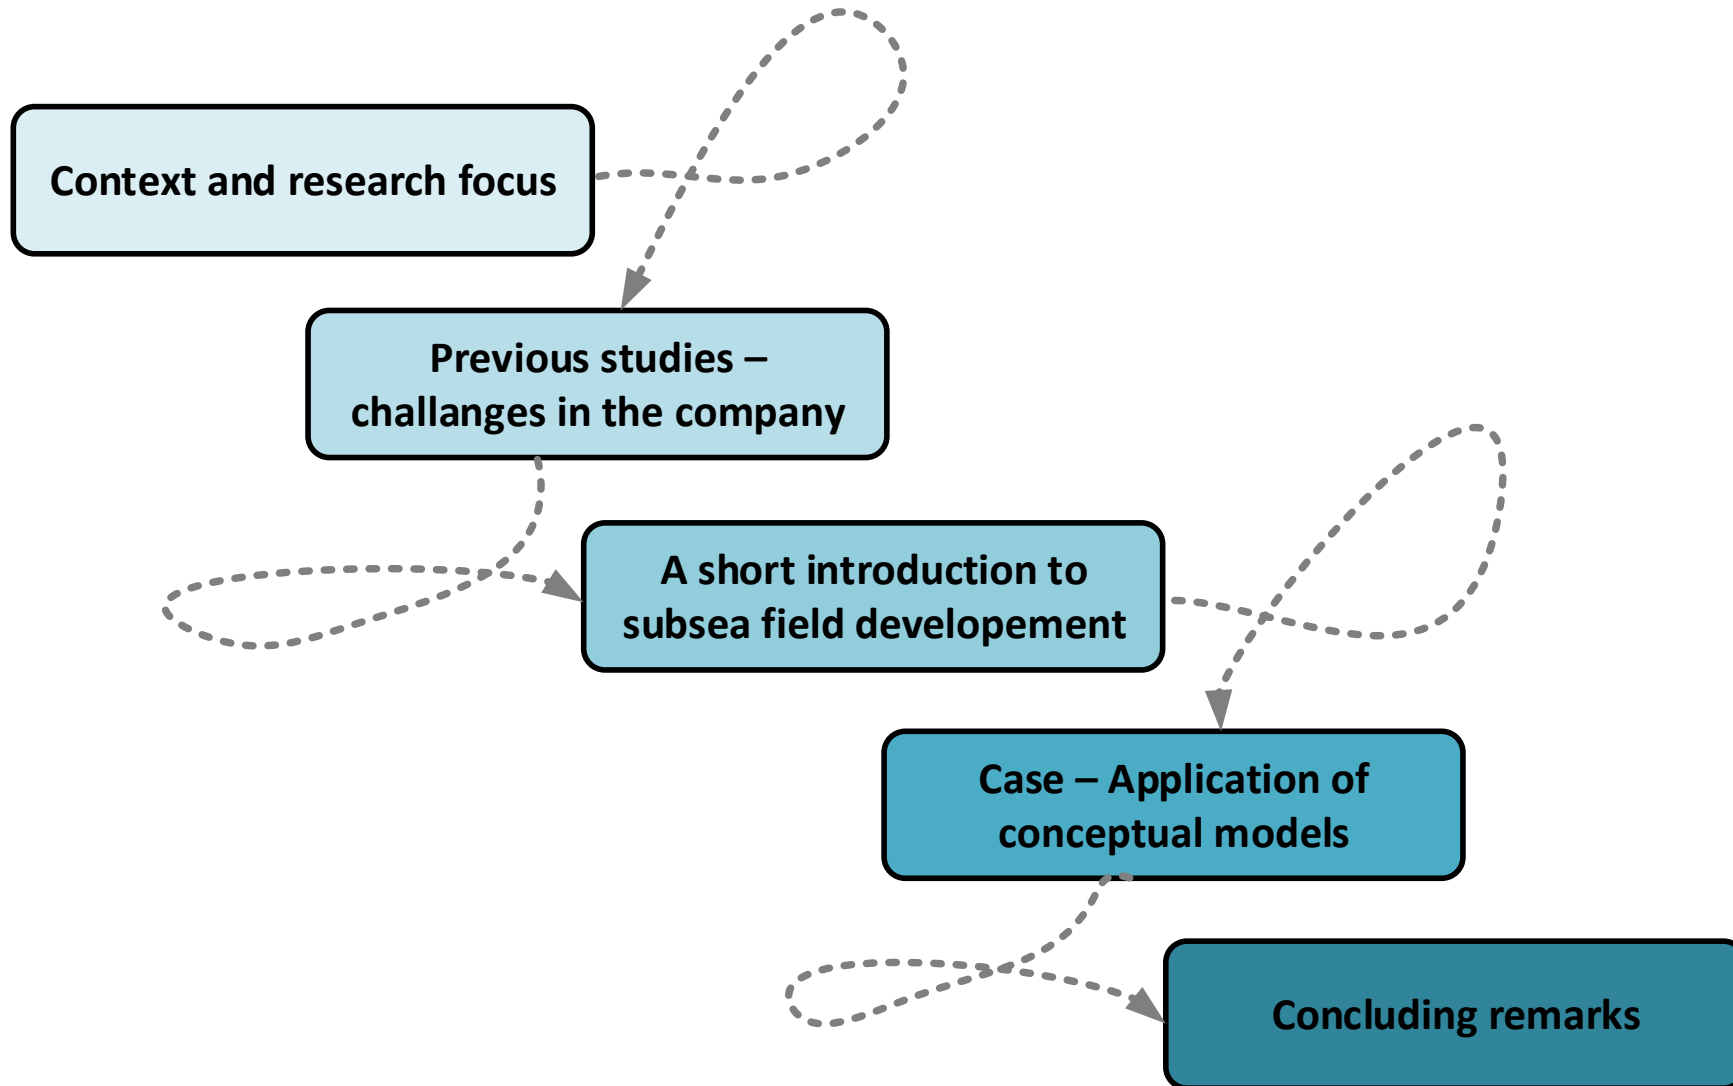 Context and research focus
Previous studies –
challanges in the company
A short introduction to
subsea field developement
Case – Application of
conceptual models
Concluding remarks